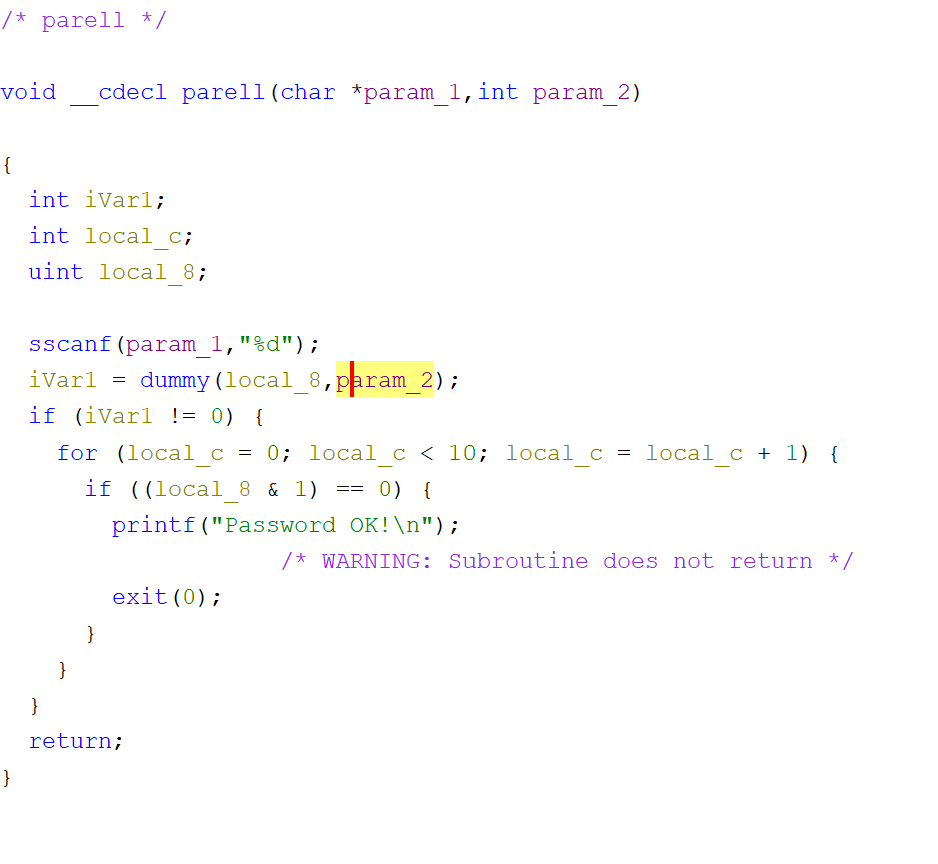 /* parell */
void __cdecl parell(char *param_1,int param_2)
{
  int iVar1;
  int local_c;
  uint local_8;
  sscanf(param_1,"%d");
  iVar1 = dummy(local_8,param_2);
  if (iVar1 != 0) {
    for (local_c = 0; local_c < 10; local_c = local_c + 1) {
      if ((local_8 & 1) == 0) {
        printf("Password OK!\n");
                    /* WARNING: Subroutine does not return */
        exit(0);
      }
    }
  }
  return;
}